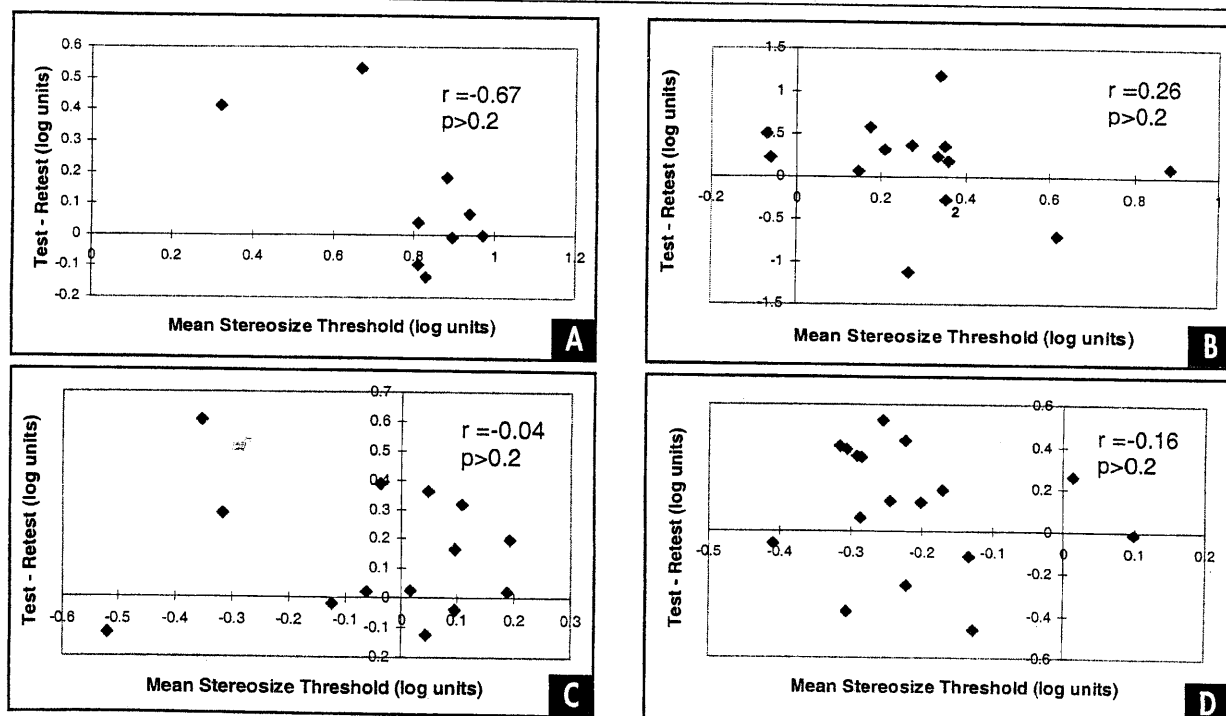 0.6
0.5
0.4
0.3
0.2
0.1
0
-0.1
-0.2
0 0.2 0.4 0.6 0.8 1 1.2
r =-0.67
p>0.2
Test - Retest (log units)
Mean Stereosize Threshold (log units)
A
1.5
1
0.5
0
-0.5
-1
-1.5
-0.2 0 0.2 0.4 0.6 0.8 1
2
r =0.26
p>0.2
Test - Retest (log units)
Mean Stereosize Threshold (log units)
B
0.7
0.6
0.5
0.4
0.3
0.2
0.1
0
-0.1
0.2
-0.6 -0.5 -0.4 -0.3 -0.2 -0.1 0 0.1 0.2 0.3
r =-0.04
p>0.2
Test - Retest (log units)
Mean Stereosize Threshold (log units)
C
0.6
0.4
0.2
0
-0.2
-0.4
-0.6
-0.5 -0.4 -0.3 -0.2 -0.1 0 0.1 0.2
r =-0.16
p>0.2
Test - Retest (log units)
Mean Stereosize Threshold (log units)
D